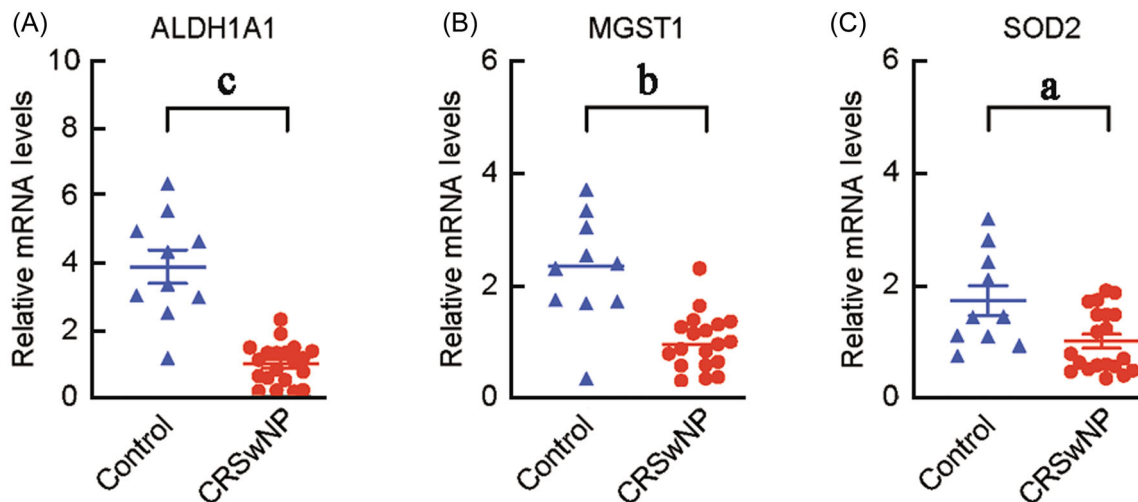 (A) ALDH1A1
Relative mRNA levels
10
8
6
4
2
0
c
Control
CRSwNP
(B) MGST1
Relative mRNA levels
6
4
2
0
b
Control
CRSwNP
(C) SOD2
Relative mRNA levels
6
4
2
0
a
Control
CRSwNP